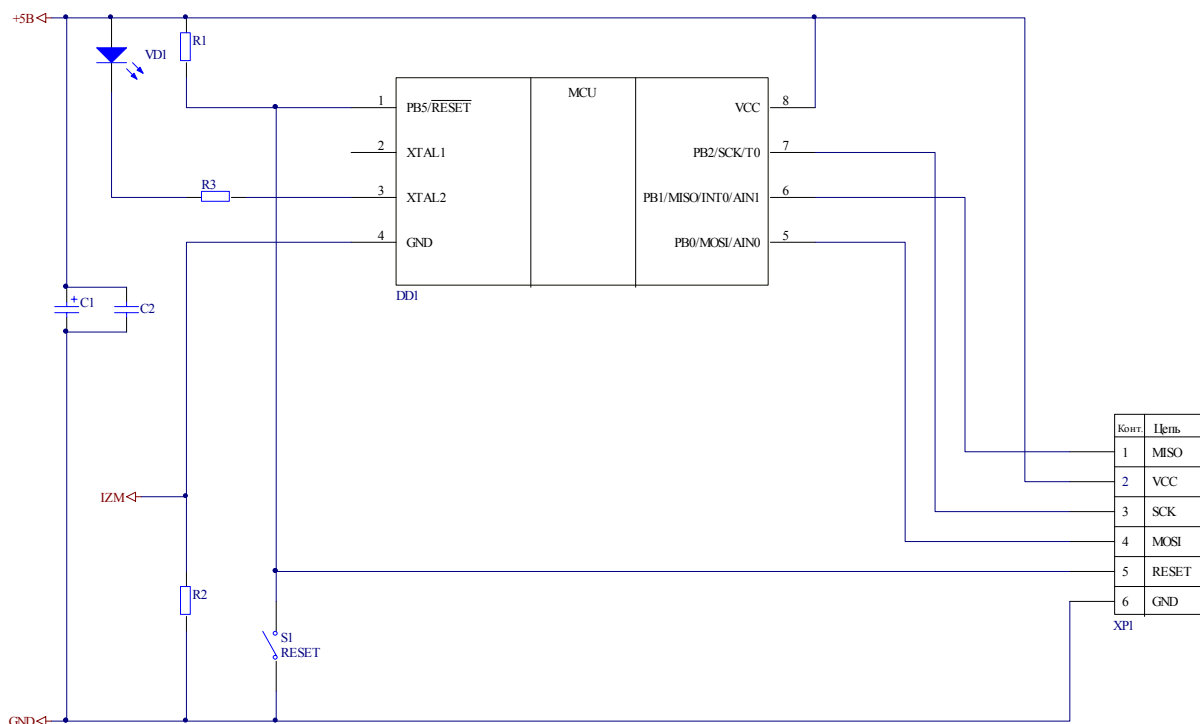 +5В
VD1
R1
MCU
1
PB5/RESET
VCC
8
2
XTAL1
PB2/SCK/T0
7
R3
3
XTAL2
PB1/MISO/INT0/AIN1
6
4
GND
PB0/MOSI/AIN0
5
DD1
+
C1
C2
Конт.
Цепь
1
MISO
2
VCC
3
SCK
4
MOSI
5
RESET
6
GND
XP1
IZM
R2
S1
RESET
GND